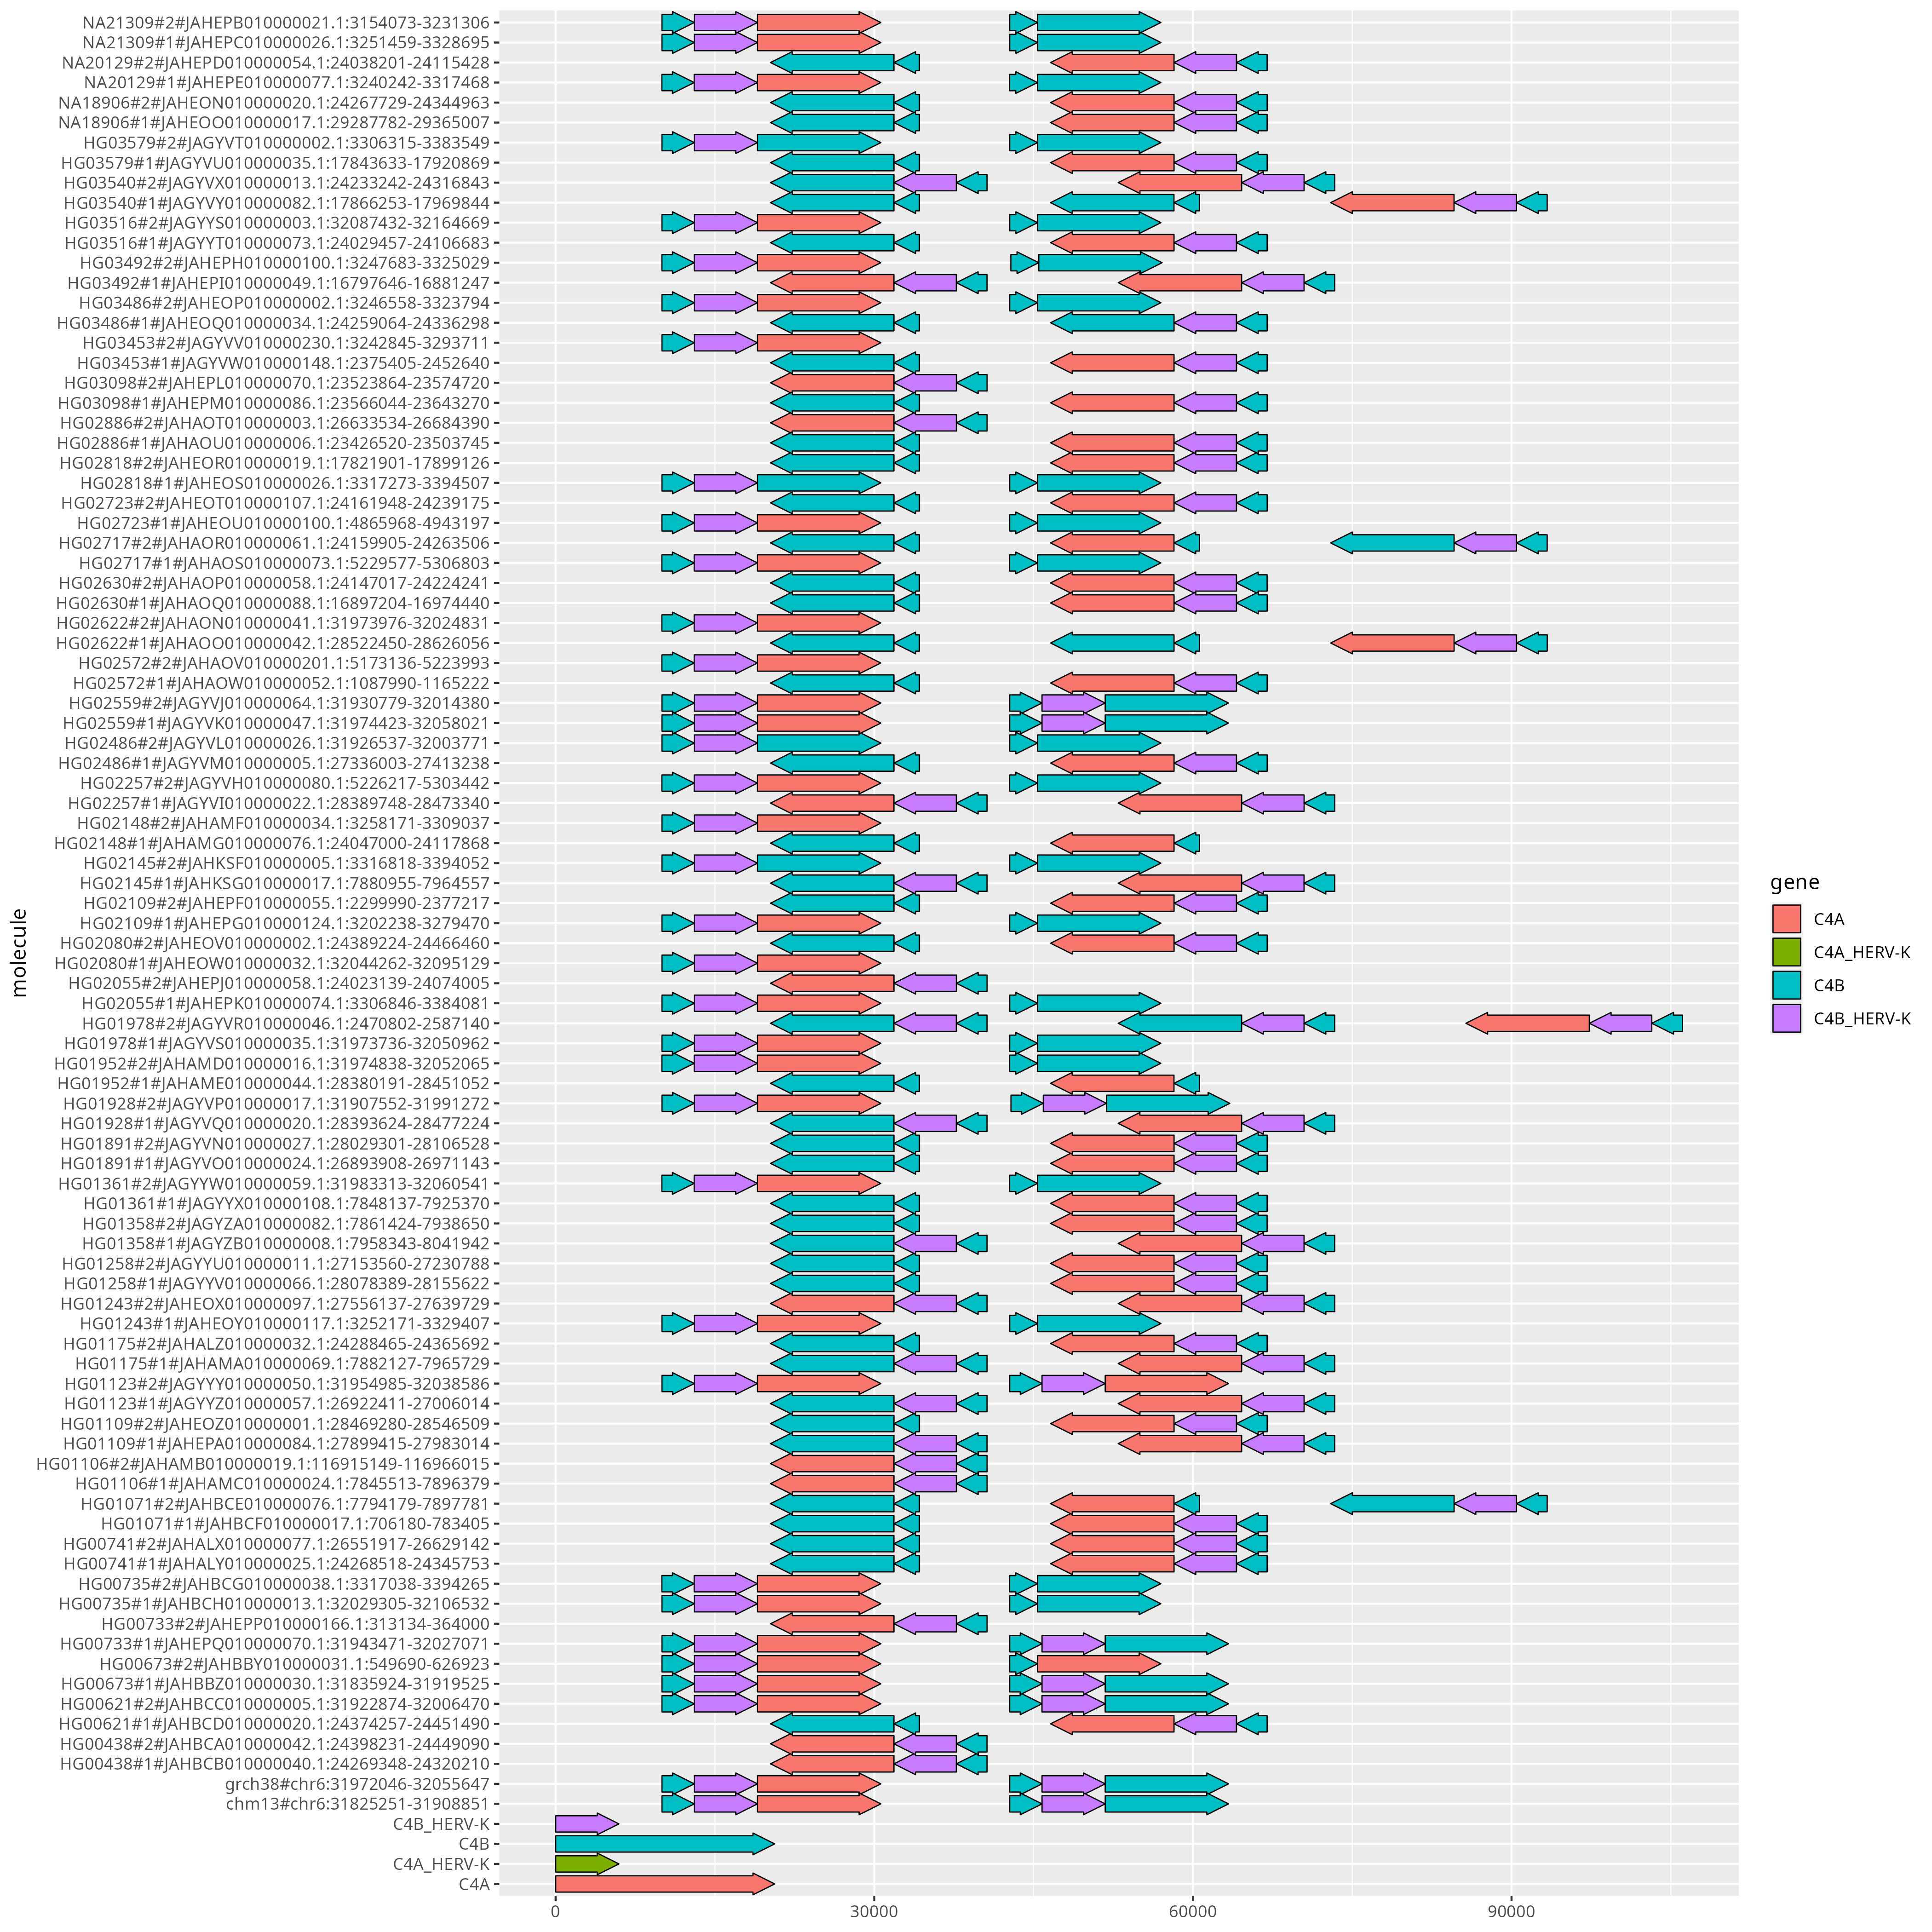 NA21309#2#JAHEPB010000021.1:3154073-3231306
NA21309#1#JAHEPC010000026.1:3251459-3328695
NA20129#2#JAHEPD010000054.1:24038201-24115428
NA20129#1#JAHEPE010000077.1:3240242-3317468
NA18906#2#JAHEON010000020.1:24267729-24344963
NA18906#1#JAHEOO010000017.1:29287782-29365007
HG03579#2#JAGYVT010000002.1:3306315-3383549
HG03579#1#JAGYVU010000035.1:17843633-17920869
HG03540#2#JAGYVX010000013.1:24233242-24316843
HG03540#1#JAGYVY010000082.1:17866253-17969844
HG03516#2#JAGYYS010000003.1:32087432-32164669
HG03516#1#JAGYYT010000073.1:24029457-24106683
HG03492#2#JAHEPH010000100.1:3247683-3325029
HG03492#1#JAHEPI010000049.1:16797646-16881247
HG03486#2#JAHEOP010000002.1:3246558-3323794
HG03486#1#JAHEOQ010000034.1:24259064-24336298
HG03453#2#JAGYVV010000230.1:3242845-3293711
HG03453#1#JAGYVW010000148.1:2375405-2452640
HG03098#2#JAHEPL010000070.1:23523864-23574720
HG03098#1#JAHEPM010000086.1:23566044-23643270
HG02886#2#JAHAOT010000003.1:26633534-26684390
HG02886#1#JAHAOU010000006.1:23426520-23503745
HG02818#2#JAHEOR010000019.1:17821901-17899126
HG02818#1#JAHEOS010000026.1:3317273-3394507
HG02723#2#JAHEOT010000107.1:24161948-24239175
HG02723#1#JAHEOU010000100.1:4865968-4943197
HG02717#2#JAHAOR010000061.1:24159905-24263506
HG02717#1#JAHAOS010000073.1:5229577-5306803
HG02630#2#JAHAOP010000058.1:24147017-24224241
HG02630#1#JAHAOQ010000088.1:16897204-16974440
HG02622#2#JAHAON010000041.1:31973976-32024831
HG02622#1#JAHAOO010000042.1:28522450-28626056
HG02572#2#JAHAOV010000201.1:5173136-5223993
HG02572#1#JAHAOW010000052.1:1087990-1165222
HG02559#2#JAGYVJ010000064.1:31930779-32014380
HG02559#1#JAGYVK010000047.1:31974423-32058021
HG02486#2#JAGYVL010000026.1:31926537-32003771
HG02486#1#JAGYVM010000005.1:27336003-27413238
HG02257#2#JAGYVH010000080.1:5226217-5303442
HG02257#1#JAGYVI010000022.1:28389748-28473340
HG02148#2#JAHAMF010000034.1:3258171-3309037
HG02148#1#JAHAMG010000076.1:24047000-24117868
HG02145#2#JAHKSF010000005.1:3316818-3394052
HG02145#1#JAHKSG010000017.1:7880955-7964557
HG02109#2#JAHEPF010000055.1:2299990-2377217
HG02109#1#JAHEPG010000124.1:3202238-3279470
HG02080#2#JAHEOV010000002.1:24389224-24466460
HG02080#1#JAHEOW010000032.1:32044262-32095129
HG02055#2#JAHEPJ010000058.1:24023139-24074005
HG02055#1#JAHEPK010000074.1:3306846-3384081
HG01978#2#JAGYVR010000046.1:2470802-2587140
HG01978#1#JAGYVS010000035.1:31973736-32050962
HG01952#2#JAHAMD010000016.1:31974838-32052065
HG01952#1#JAHAME010000044.1:28380191-28451052
HG01928#2#JAGYVP010000017.1:31907552-31991272
HG01928#1#JAGYVQ010000020.1:28393624-28477224
HG01891#2#JAGYVN010000027.1:28029301-28106528
HG01891#1#JAGYVO010000024.1:26893908-26971143
HG01361#2#JAGYYW010000059.1:31983313-32060541
HG01361#1#JAGYYX010000108.1:7848137-7925370
HG01358#2#JAGYZA010000082.1:7861424-7938650
HG01358#1#JAGYZB010000008.1:7958343-8041942
HG01258#2#JAGYYU010000011.1:27153560-27230788
HG01258#1#JAGYYV010000066.1:28078389-28155622
HG01243#2#JAHEOX010000097.1:27556137-27639729
HG01243#1#JAHEOY010000117.1:3252171-3329407
HG01175#2#JAHALZ010000032.1:24288465-24365692
HG01175#1#JAHAMA010000069.1:7882127-7965729
HG01123#2#JAGYYY010000050.1:31954985-32038586
HG01123#1#JAGYYZ010000057.1:26922411-27006014
HG01109#2#JAHEOZ010000001.1:28469280-28546509
HG01109#1#JAHEPA010000084.1:27899415-27983014
HG01106#2#JAHAMB010000019.1:116915149-116966015
HG01106#1#JAHAMC010000024.1:7845513-7896379
HG01071#2#JAHBCE010000076.1:7794179-7897781
HG01071#1#JAHBCF010000017.1:706180-783405
HG00741#2#JAHALX010000077.1:26551917-26629142
HG00741#1#JAHALY010000025.1:24268518-24345753
HG00735#2#JAHBCG010000038.1:3317038-3394265
HG00735#1#JAHBCH010000013.1:32029305-32106532
HG00733#2#JAHEPP010000166.1:313134-364000
HG00733#1#JAHEPQ010000070.1:31943471-32027071
HG00673#2#JAHBBY010000031.1:549690-626923
HG00673#1#JAHBBZ010000030.1:31835924-31919525
HG00621#2#JAHBCC010000005.1:31922874-32006470
HG00621#1#JAHBCD010000020.1:24374257-24451490
HG00438#2#JAHBCA010000042.1:24398231-24449090
HG00438#1#JAHBCB010000040.1:24269348-24320210
grch38#chr6:31972046-32055647
chm13#chr6:31825251-31908851
C4B_HERV-K
C4B
C4A_HERV-K
C4A
0 30000 60000 90000
molecule
gene
C4A
C4A_HERV-K
C4B
C4B_HERV-K